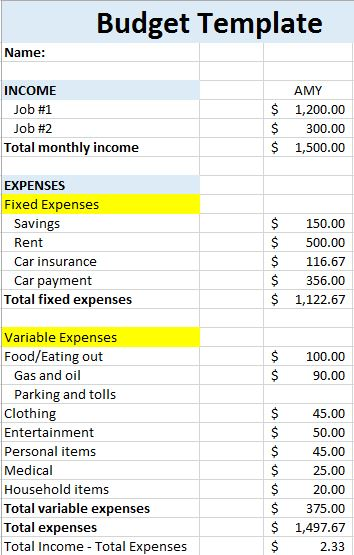 Budget Template
Name:
INCOME AMY
Job #1 $ 1,200.00
Job #2 $ 300.00
Total monthly income $ 1,500.00
EXPENSES
Fixed Expenses
Savings $ 150.00
Rent $ 500.00
Car insurance $ 116.67
Car payment $ 356.00
Total fixed expenses $ 1,122.67
Variable Expenses
Food/Eating out $ 100.00
Gas and oil $ 90.00
Parking and tolls
Clothing $ 45.00
Entertainment $ 50.00
Personal items $ 45.00
Medical $ 25.00
Household items $ 20.00
Total variable expenses $ 375.00
Total expenses $ 1,497.67
Total Income - Total Expenses $ 2.33